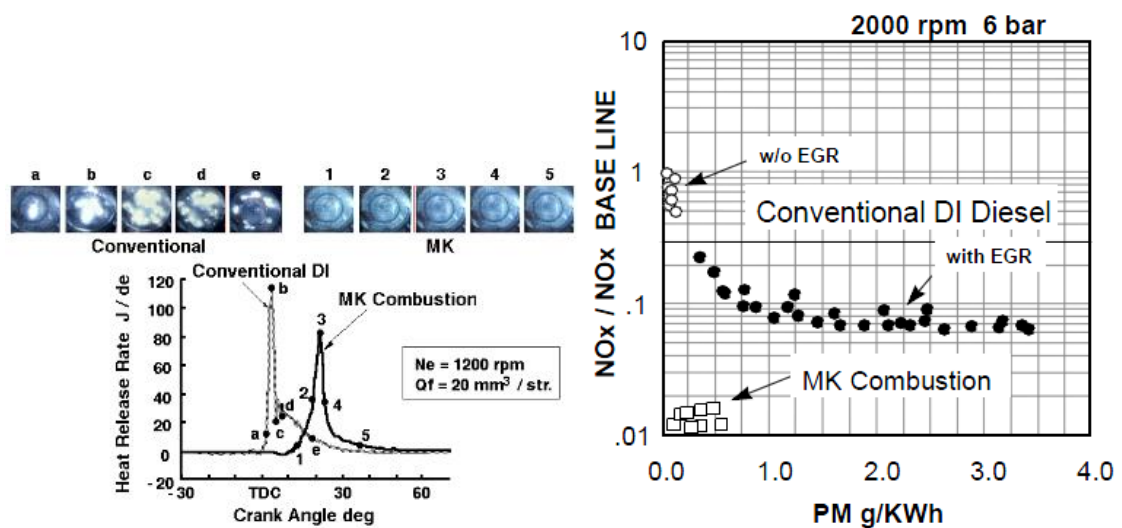 a b c d e 1 2 3 4 5
Conventional MK
Heat Release Rate J / de
Conventional DI
MK Combustion
120
100
80
60
40
20
0
-20
a b c d e
1 2 3 4 5
Ne = 1200 rpm
Qf = 20 mm³ / str.
-30 TDC 30 60
Crank Angle deg
2000 rpm 6 bar
NOx / NOx BASE LINE
10
1
.1
.01
w/o EGR
Conventional DI Diesel
with EGR
MK Combustion
0.0 1.0 2.0 3.0 4.0
PM g/KWh